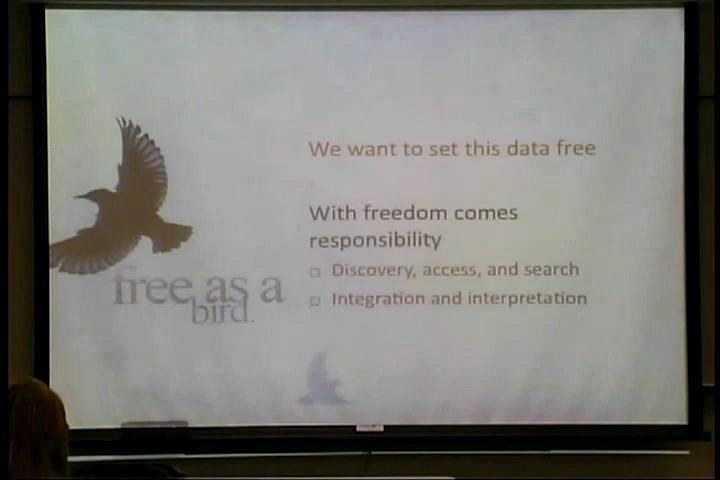 We want to set this data free
With freedom comes
responsibility
Discovery, access, and search
Integration and interpretation
free as a
bird.